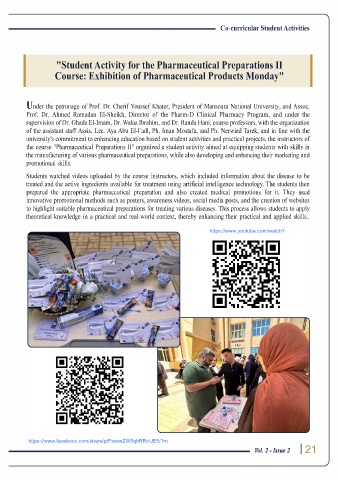 Co-curricular Student Activities
"Student Activity for the Pharmaceutical Preparations II
Course: Exhibition of Pharmaceutical Products Monday"
Under the patronage of Prof. Dr. Cherif Youssef Khater, President of Mansoura National University, and Assoc.
Prof. Dr. Ahmed Ramadan El-Sheikh, Director of the Pharm-D Clinical Pharmacy Program, and under the
supervision of Dr. Ghada El-Imam, Dr. Walaa Ibrahim, and Dr. Randa Hani, course professors, with the organization
of the assistant staff Assis. Lec. Aya Abu El-Fadl, Ph. Iman Mostafa, and Ph. Nerwied Tarek, and in line with the
university's commitment to enhancing education based on student activities and practical projects, the instructors of
the course "Pharmaceutical Preparations II" organized a student activity aimed at equipping students with skills in
the manufacturing of various pharmaceutical preparations, while also developing and enhancing their marketing and
promotional skills.
Students watched videos uploaded by the course instructors, which included information about the disease to be
treated and the active ingredients available for treatment using artificial intelligence technology. The students then
prepared the appropriate pharmaceutical preparation and also created medical promotions for it. They used
innovative promotional methods such as posters, awareness videos, social media posts, and the creation of websites
to highlight suitable pharmaceutical preparations for treating various diseases. This process allows students to apply
theoretical knowledge in a practical and real-world context, thereby enhancing their practical and applied skills.
https://www.youtube.com/watch?
Vol. 2 - Issue 2
21